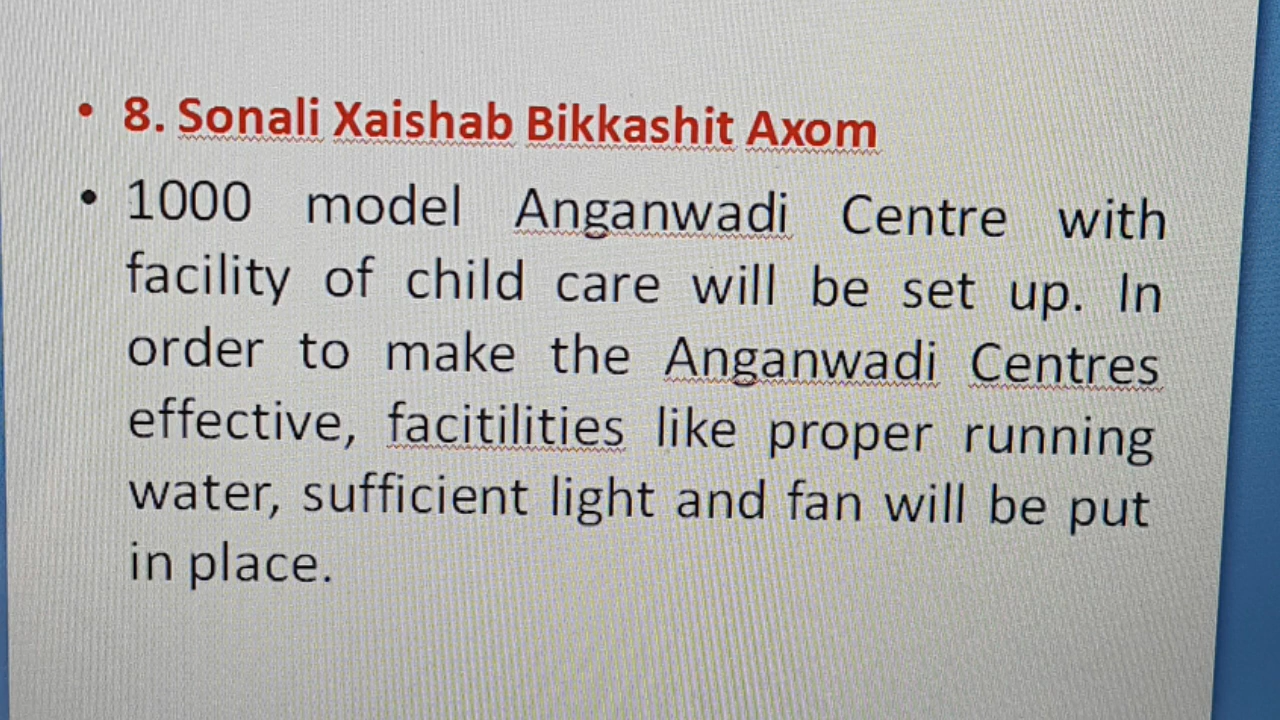 • 8. Sonali Xaishab Bikkashit Axom
• 1000 model Anganwadi Centre with
facility of child care will be set up. In
order to make the Anganwadi Centres
effective, facitilities like proper running
water, sufficient light and fan will be put
in place.